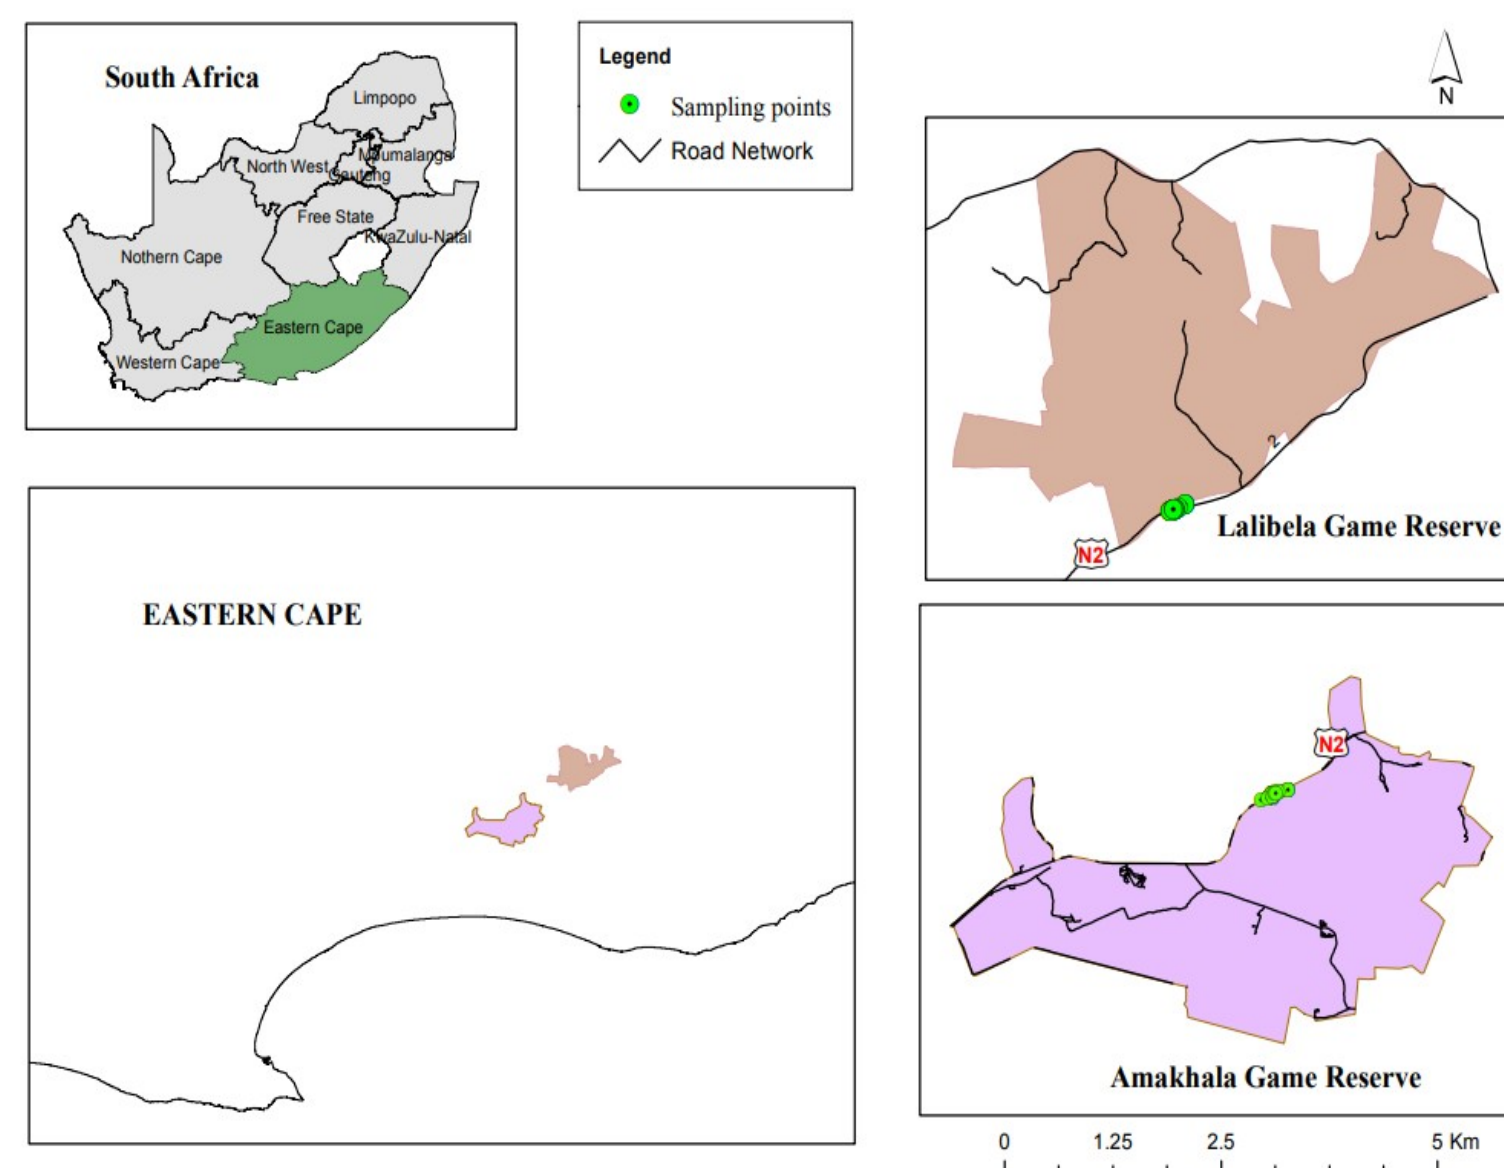 South Africa
Limpopo
North West
Mpumalanga
Gauteng
Free State
KwaZulu-Natal
Nothern Cape
Eastern Cape
Western Cape
Legend
Sampling points
Road Network
N
2
Lalibela Game Reserve
N2
EASTERN CAPE
N2
Amakhala Game Reserve
0 1.25 2.5 5 Km